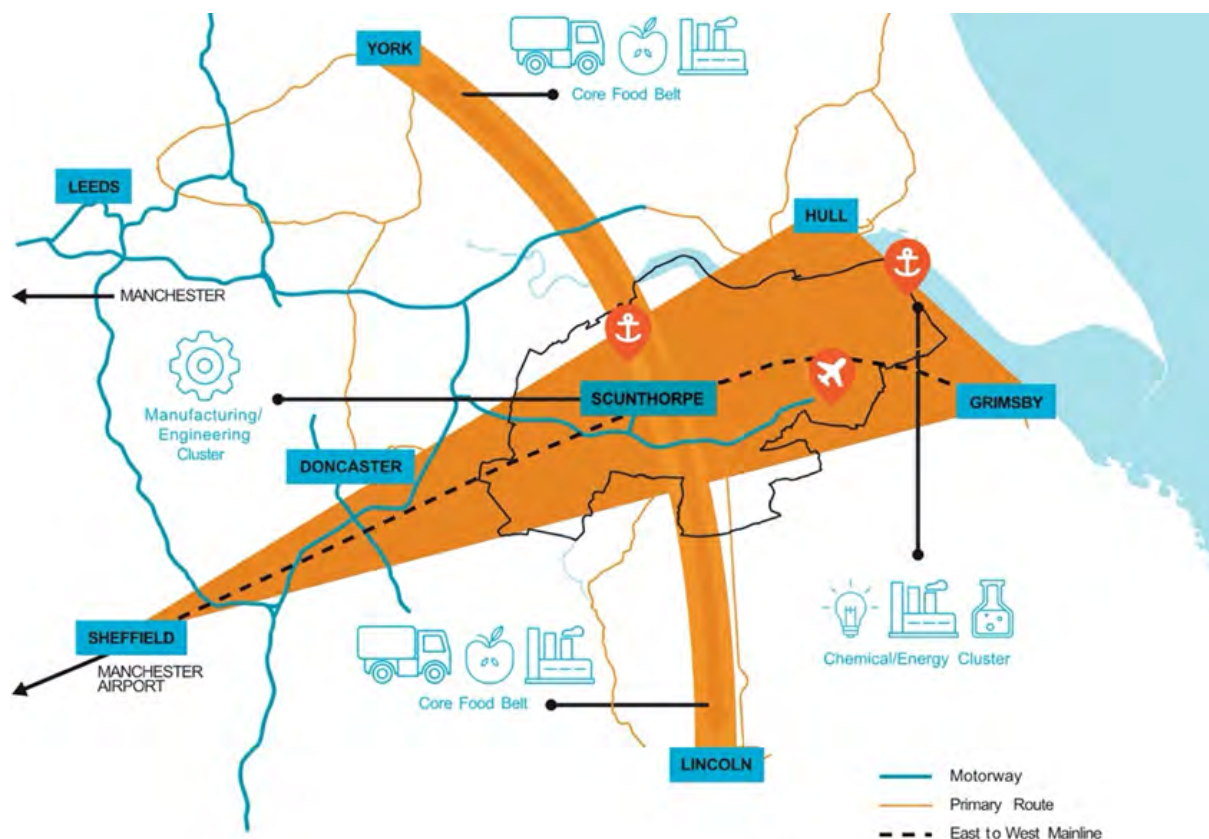 YORK
Core Food Belt
LEEDS
HULL
MANCHESTER
Manufacturing/
Engineering
Cluster
SCUNTHORPE
GRIMSBY
DONCASTER
SHEFFIELD
MANCHESTER
AIRPORT
Chemical/Energy Cluster
Core Food Belt
LINCOLN
Motorway
Primary Route
East to West Mainline